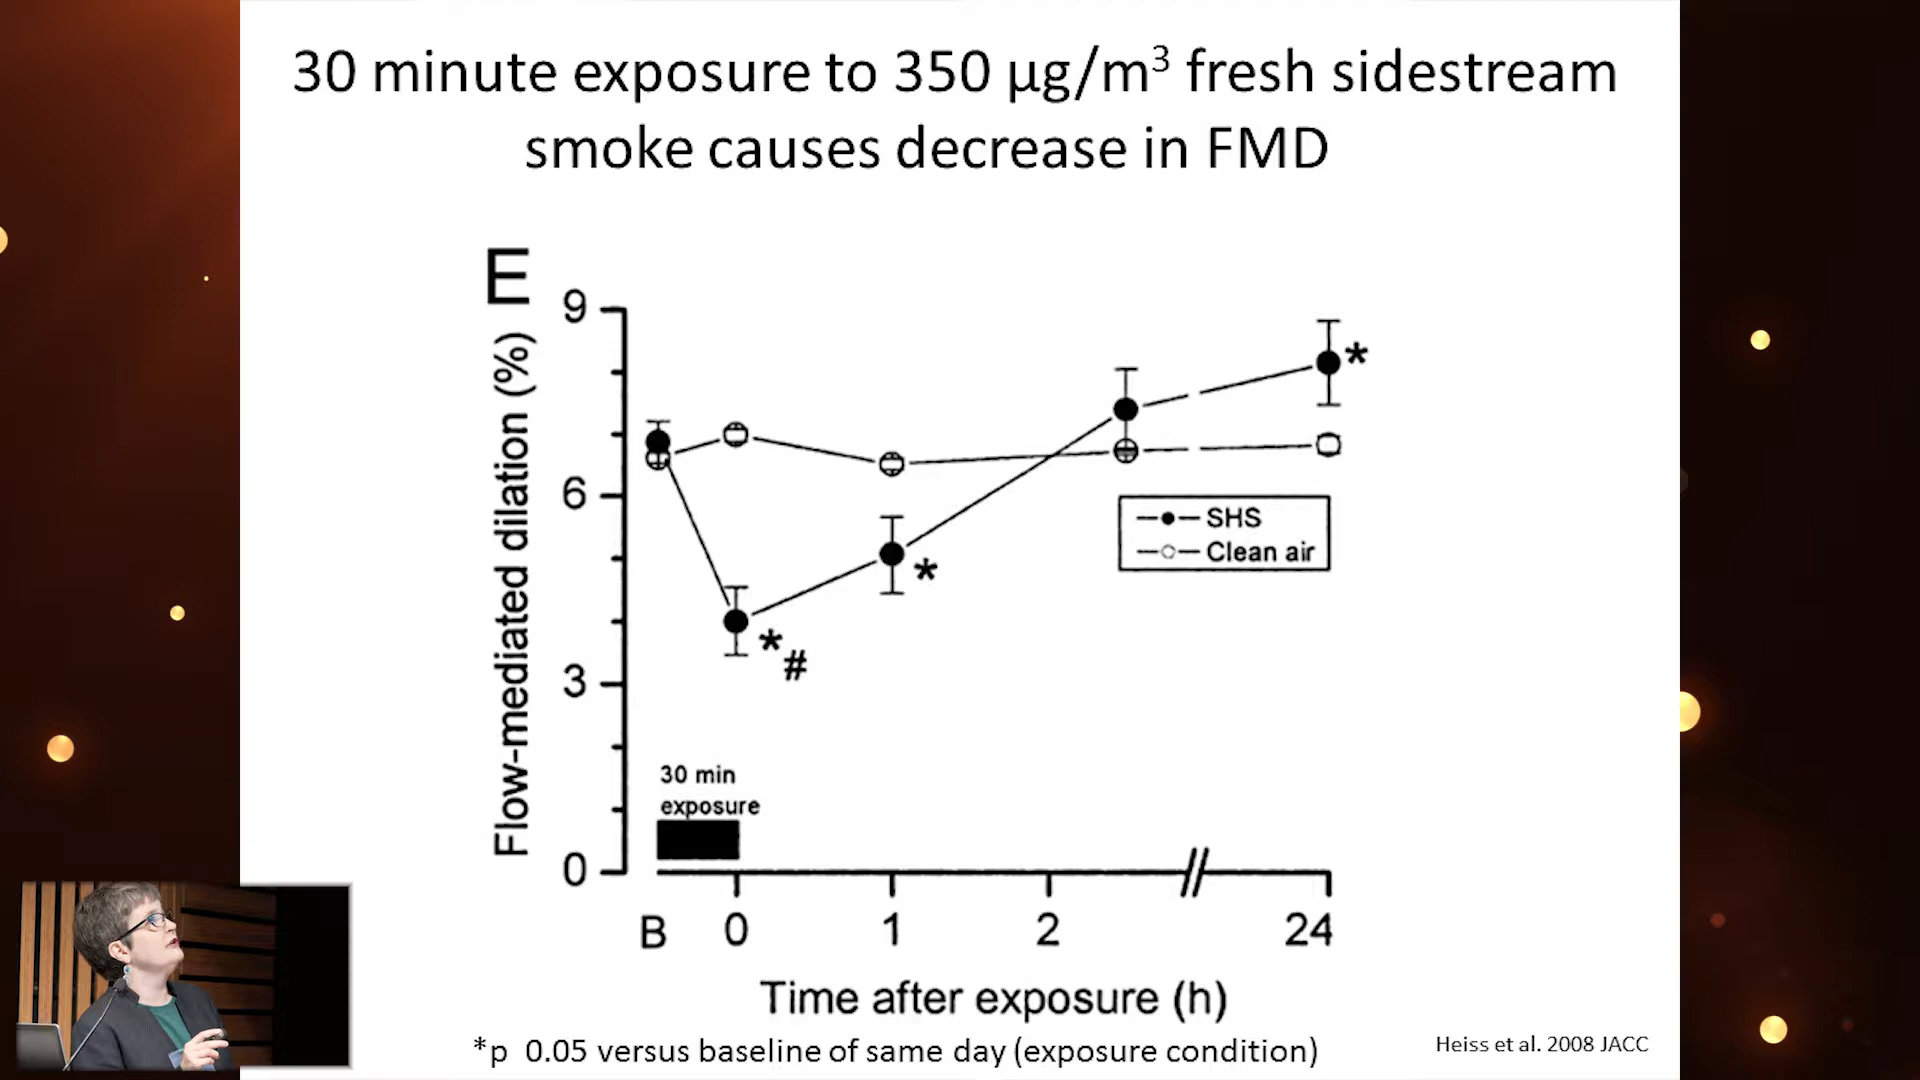 30 minute exposure to 350 µg/m³ fresh sidestream
smoke causes decrease in FMD
E
Flow-mediated dilation (%)
9
6
3
0
*
*
*#
SHS
Clean air
30 min
exposure
B 0 1 2 24
Time after exposure (h)
*p 0.05 versus baseline of same day (exposure condition)
Heiss et al. 2008 JACC